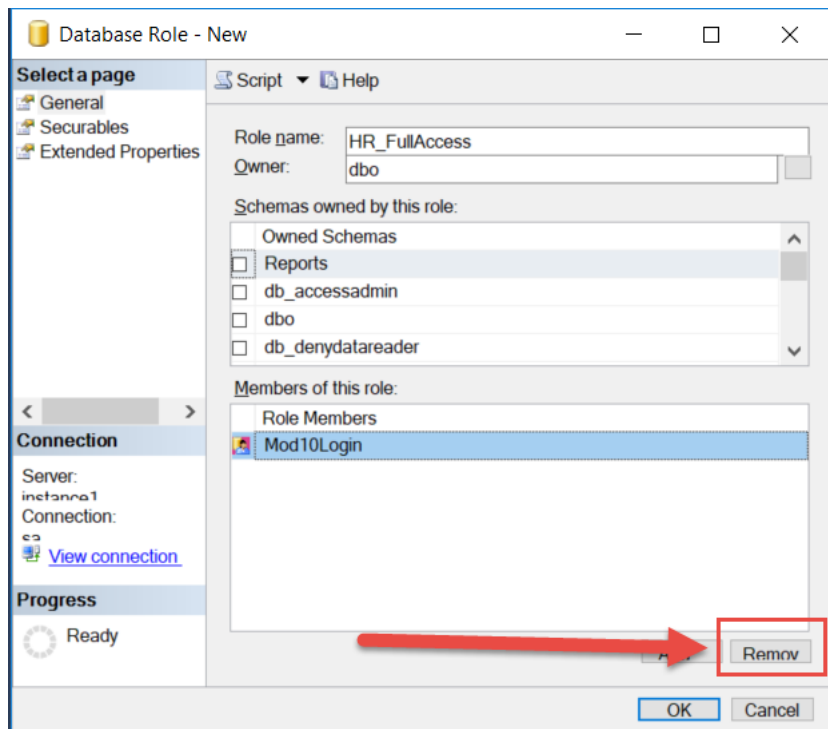 Database Role - New
Select a page
General
Securables
Extended Properties
Connection
Server:
instance1
Connection:
sa
View connection
Progress
Ready
Script Help
Role name: HR_FullAccess
Owner: dbo
Schemas owned by this role:
Owned Schemas
Reports
db_accessadmin
dbo
db_denydatareader
Members of this role:
Role Members
Mod10Login
Remov
OK Cancel